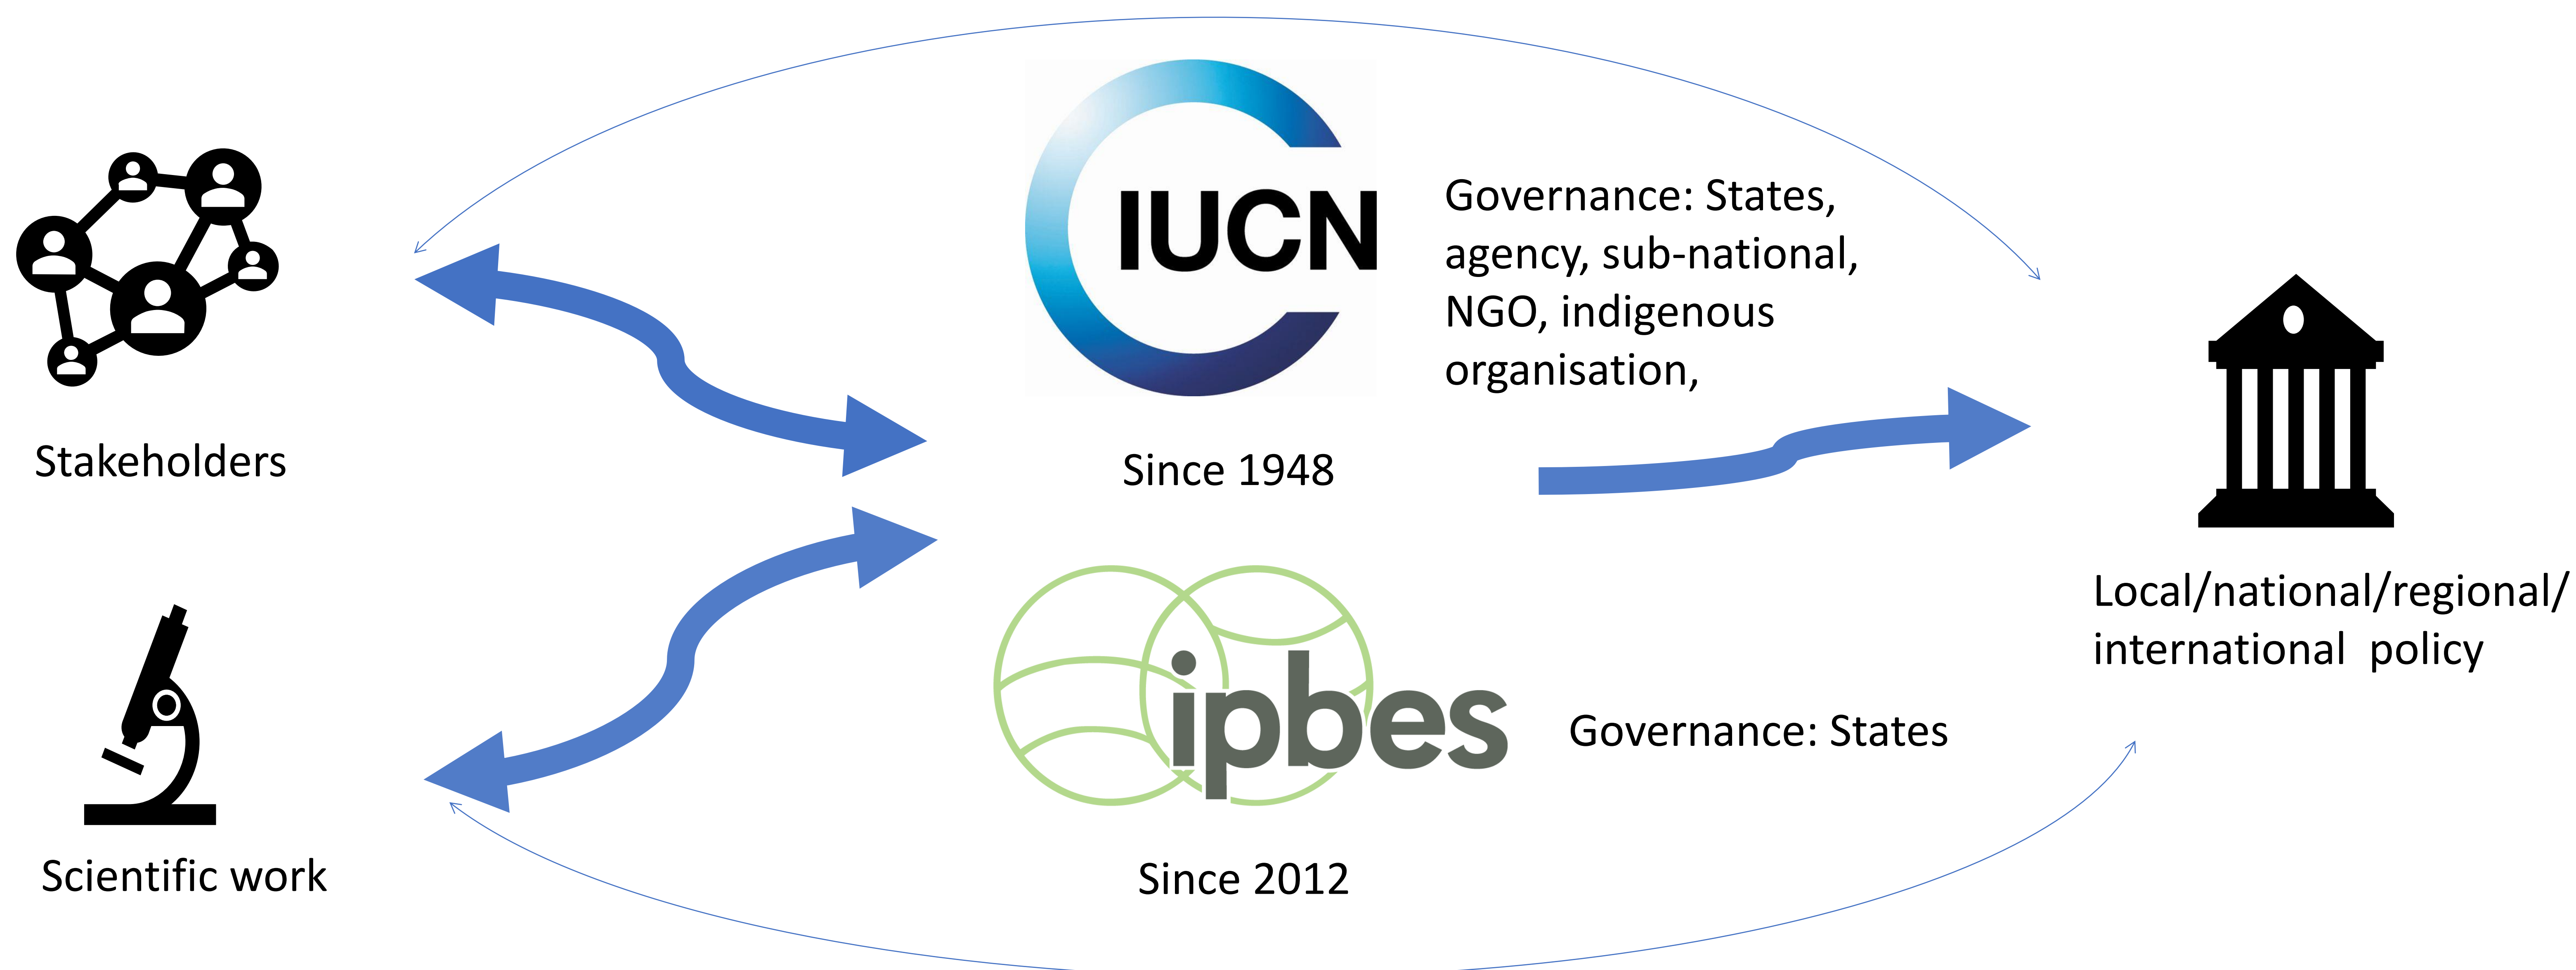 IUCN
Governance: States,
agency, sub-national,
NGO, indigenous
organisation,
Stakeholders
Since 1948
Local/national/regional/
international  policy
ipbes
Governance: States
Scientific work
Since 2012